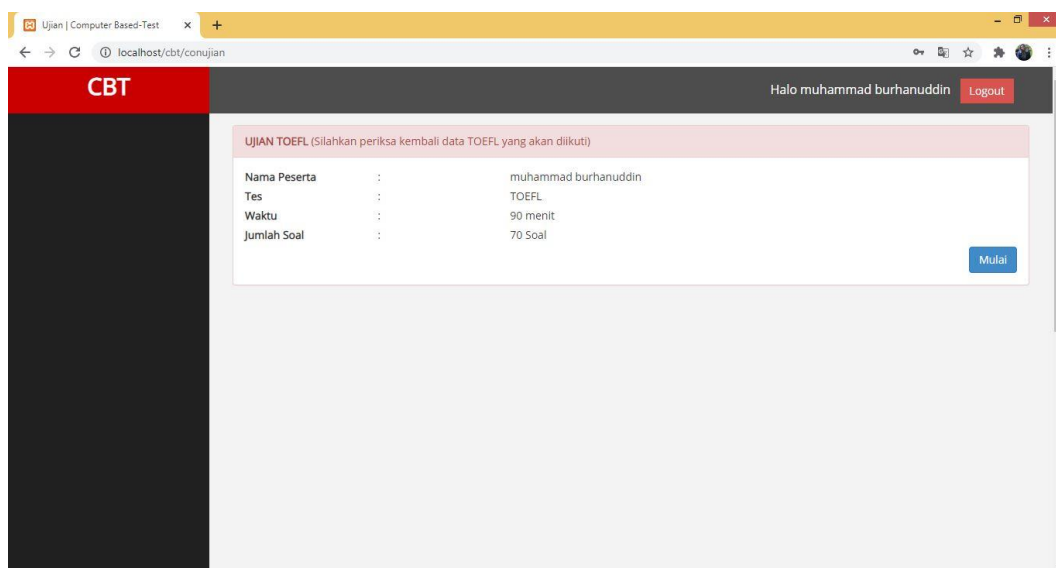 Ujian | Computer Based-Test
localhost/cbt/conujian
CBT
Halo muhammad burhanuddin Logout
UJIAN TOEFL (Silahkan periksa kembali data TOEFL yang akan diikuti)
Nama Peserta : muhammad burhanuddin
Tes : TOEFL
Waktu : 90 menit
Jumlah Soal : 70 Soal
Mulai